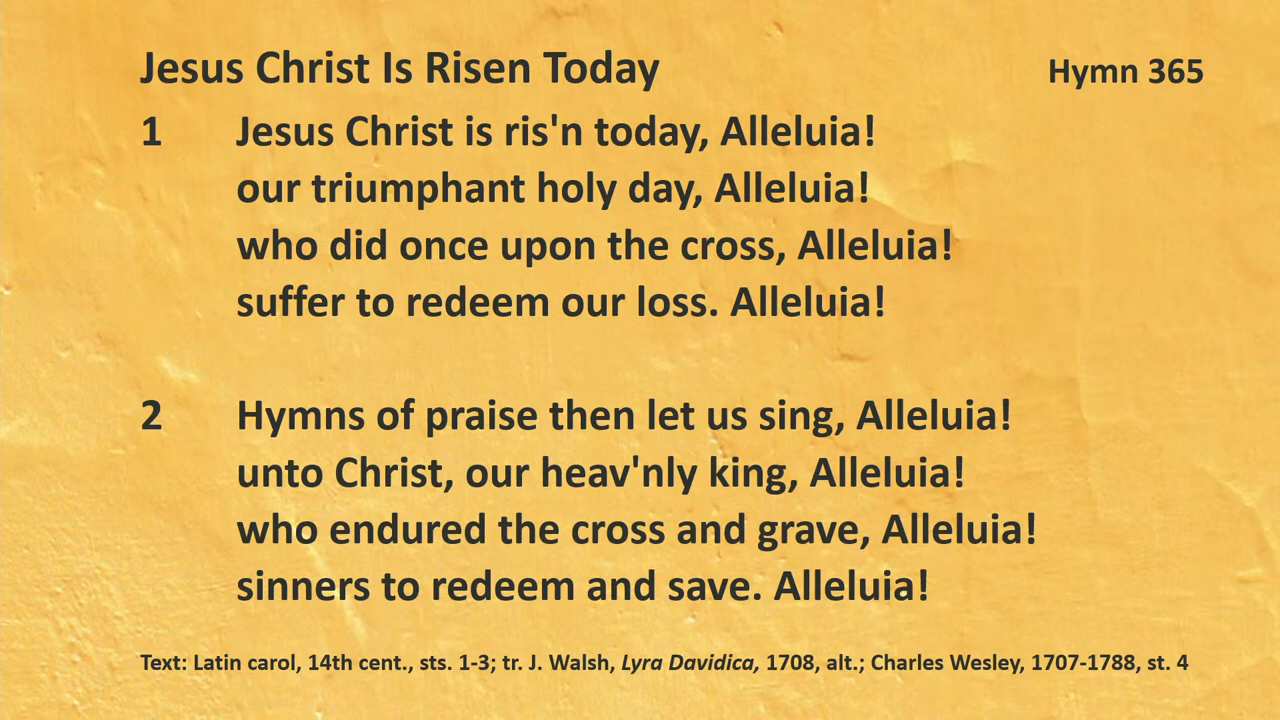 Jesus Christ Is Risen Today Hymn 365
1 Jesus Christ is ris'n today, Alleluia!
our triumphant holy day, Alleluia!
who did once upon the cross, Alleluia!
suffer to redeem our loss. Alleluia!
2 Hymns of praise then let us sing, Alleluia!
unto Christ, our heav'nly king, Alleluia!
who endured the cross and grave, Alleluia!
sinners to redeem and save. Alleluia!
Text: Latin carol, 14th cent., sts. 1-3; tr. J. Walsh, Lyra Davidica, 1708, alt.; Charles Wesley, 1707-1788, st. 4